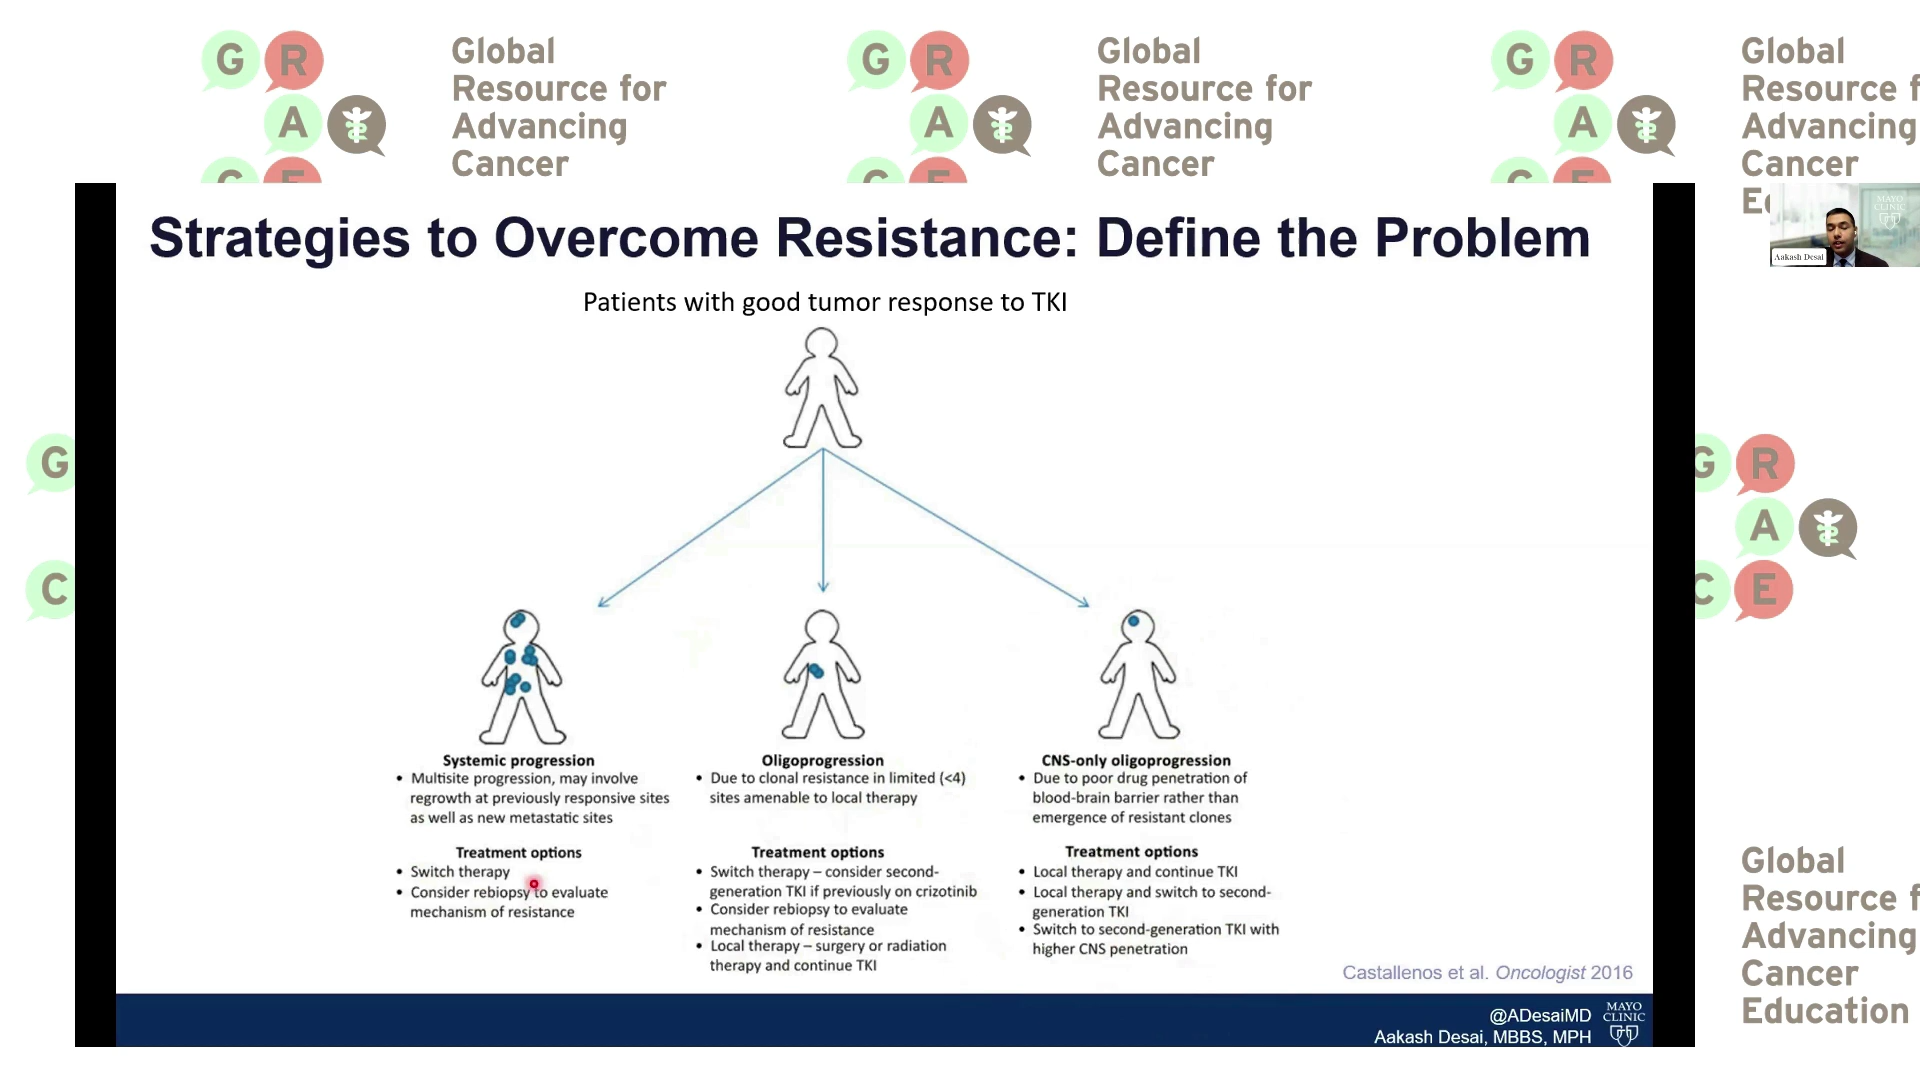 G R
A
C E
Global
Resource for
Advancing
Cancer
G R
A
C E
Global
Resource for
Advancing
Cancer
G R
A
C E
Global
Resource f
Advancing
Cancer
Ed
MAYO
CLINIC
Aakash Desai
Strategies to Overcome Resistance: Define the Problem
Patients with good tumor response to TKI
Systemic progression
• Multisite progression, may involve
regrowth at previously responsive sites
as well as new metastatic sites
Treatment options
• Switch therapy
• Consider rebiopsy to evaluate
mechanism of resistance
Oligoprogression
• Due to clonal resistance in limited (<4)
sites amenable to local therapy
Treatment options
• Switch therapy – consider second-
generation TKI if previously on crizotinib
• Consider rebiopsy to evaluate
mechanism of resistance
• Local therapy – surgery or radiation
therapy and continue TKI
CNS-only oligoprogression
• Due to poor drug penetration of
blood-brain barrier rather than
emergence of resistant clones
Treatment options
• Local therapy and continue TKI
• Local therapy and switch to second-
generation TKI
• Switch to second-generation TKI with
higher CNS penetration
Castallenos et al. Oncologist 2016
@ADesaiMD
Aakash Desai, MBBS, MPH
MAYO
CLINIC
G
C
G R
A
C E
Global
Resource f
Advancing
Cancer
Education